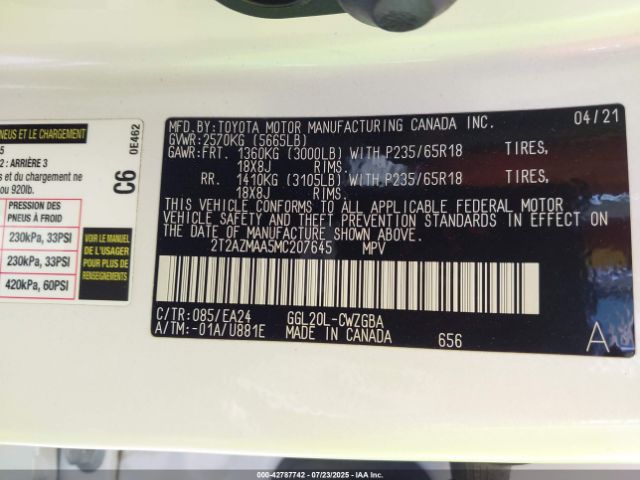 NEUS ET LE CHARGEMENT
5
2 : ARRIÈRE 3
s et du chargement ne
ou 920lb.
0E462
C6
PRESSION DES PNEUS À FROID
230kPa, 33PSI
230kPa, 33PSI
420kPa, 60PSI
VOIR LE MANUEL
DE L'USAGER
POUR PLUS DE
RENSEIGNEMENTS
MFD.BY:TOYOTA MOTOR MANUFACTURING CANADA INC. 04/21
GVWR:2570KG (5665LB)
GAWR:FRT. 1360KG (3000LB) WITH P235/65R18 TIRES,
18X8J RIMS.
RR. 1410KG (3105LB) WITH P235/65R18 TIRES,
18X8J RIMS.
THIS VEHICLE CONFORMS TO ALL APPLICABLE FEDERAL MOTOR
VEHICLE SAFETY AND THEFT PREVENTION STANDARDS IN EFFECT ON
THE DATE OF MANUFACTURE SHOWN ABOVE.
2T2AZMAA5MC207645 MPV
C/TR:085/EA24 GGL20L-CWZGBA
A/TM:-01A/U881E MADE IN CANADA 656 A
000-42787742 - 07/23/2025 - IAA Inc.